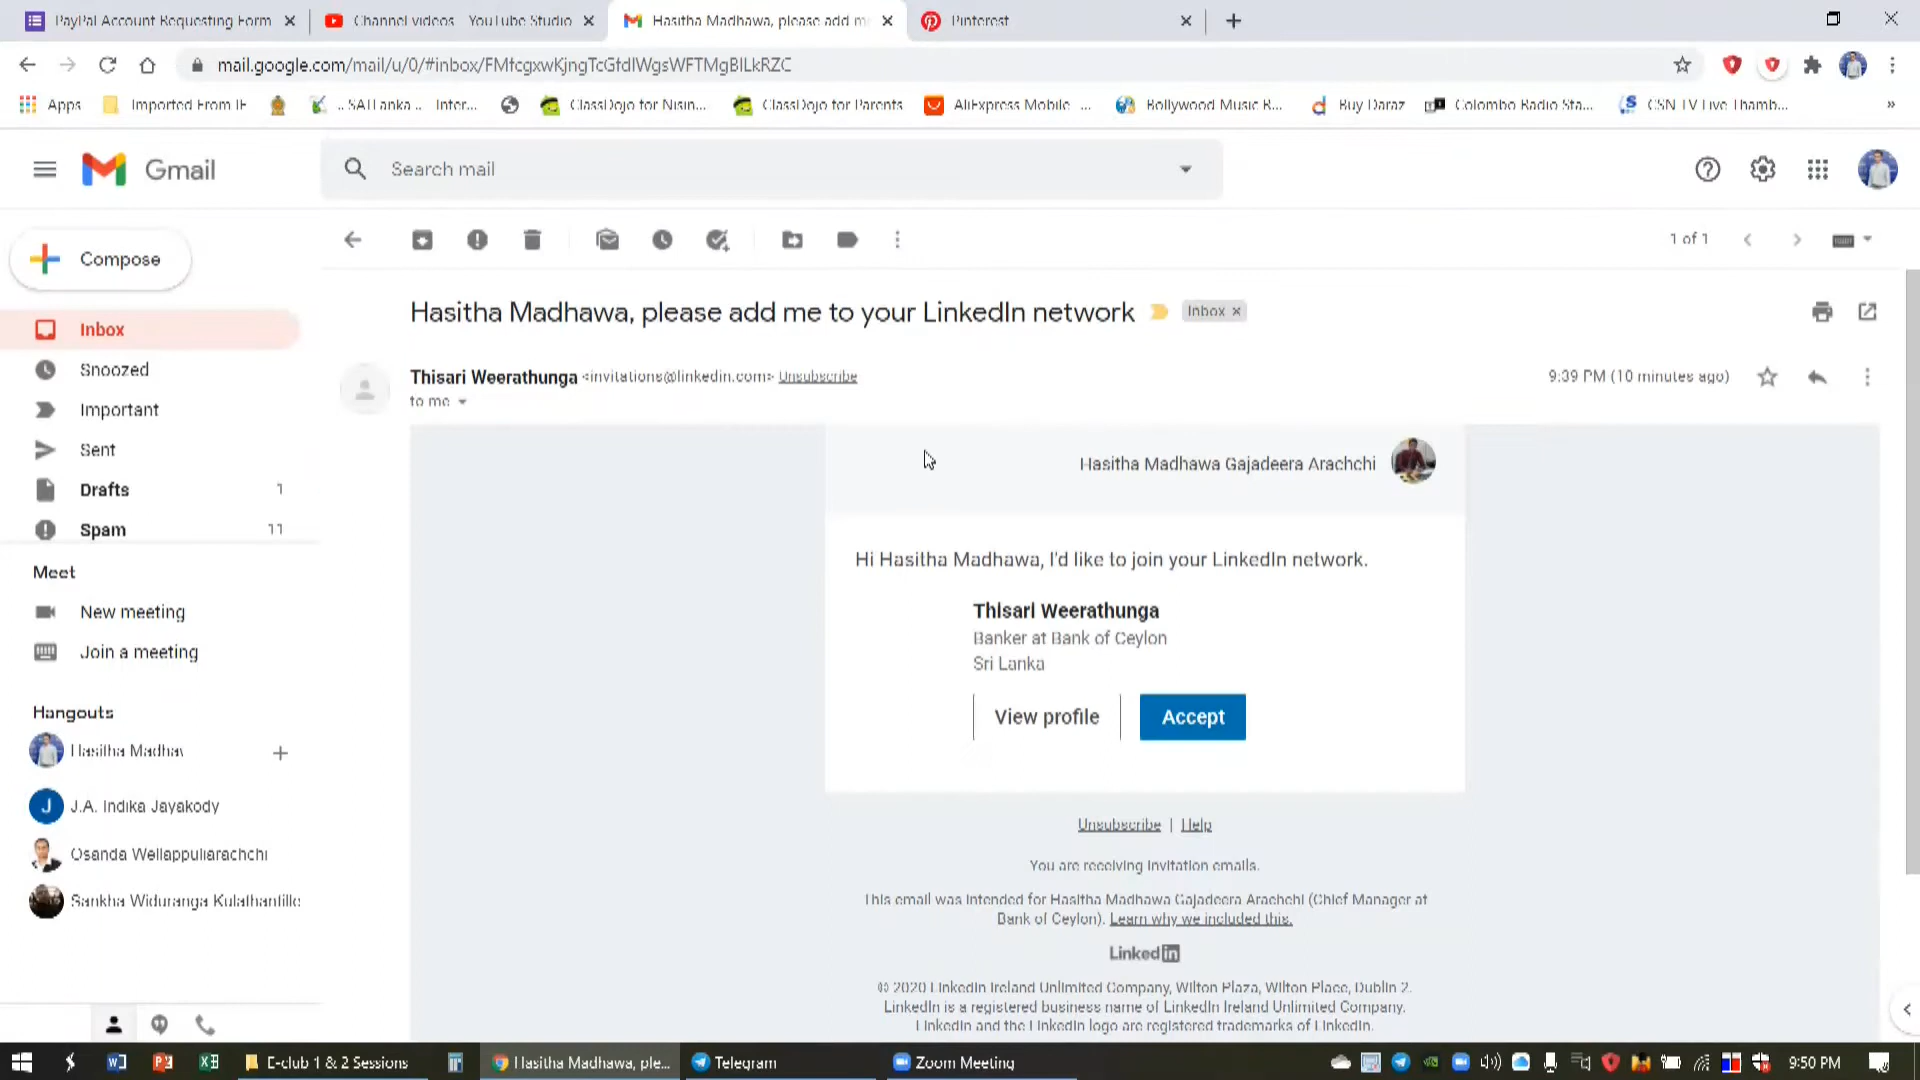 PayPal Account Requesting Form
Channel videos - YouTube Studio
Hasitha Madhawa, please add m
Pinterest
mail.google.com/mail/u/0/#inbox/FMfcgxwKjngTcGfdlWgsWFTMgBlLkRZC
Apps
Imported From IE
.. SATLanka .. Inter...
ClassDojo for Nisin...
ClassDojo for Parents
AliExpress Mobile - ...
Bollywood Music R...
Buy Daraz
Colombo Radio Sta...
CSN TV Live Thamb...
»
Gmail
Search mail
Compose
1 of 1
Hasitha Madhawa, please add me to your LinkedIn network
Inbox ×
Inbox
Snoozed
Important
Sent
Drafts 1
Spam 11
Thisari Weerathunga <invitations@linkedin.com> Unsubscribe
9:39 PM (10 minutes ago)
to me
Hasitha Madhawa Gajadeera Arachchi
Hi Hasitha Madhawa, I'd like to join your LinkedIn network.
Thisari Weerathunga
Banker at Bank of Ceylon
Sri Lanka
View profile
Accept
Meet
New meeting
Join a meeting
Hangouts
Hasitha Madhav
J
J.A. Indika Jayakody
Osanda Wellappuliarachchi
Sankha Widuranga Kulathantille
Unsubscribe | Help
You are receiving Invitation emails.
This email was intended for Hasitha Madhawa Gajadeera Arachchi (Chief Manager at
Bank of Ceylon). Learn why we included this.
LinkedIn
© 2020 LinkedIn Ireland Unlimited Company, Wilton Plaza, Wilton Place, Dublin 2.
LinkedIn is a registered business name of LinkedIn Ireland Unlimited Company.
LinkedIn and the LinkedIn logo are registered trademarks of LinkedIn.
E-club 1 & 2 Sessions
Hasitha Madhawa, ple...
Telegram
Zoom Meeting
9:50 PM